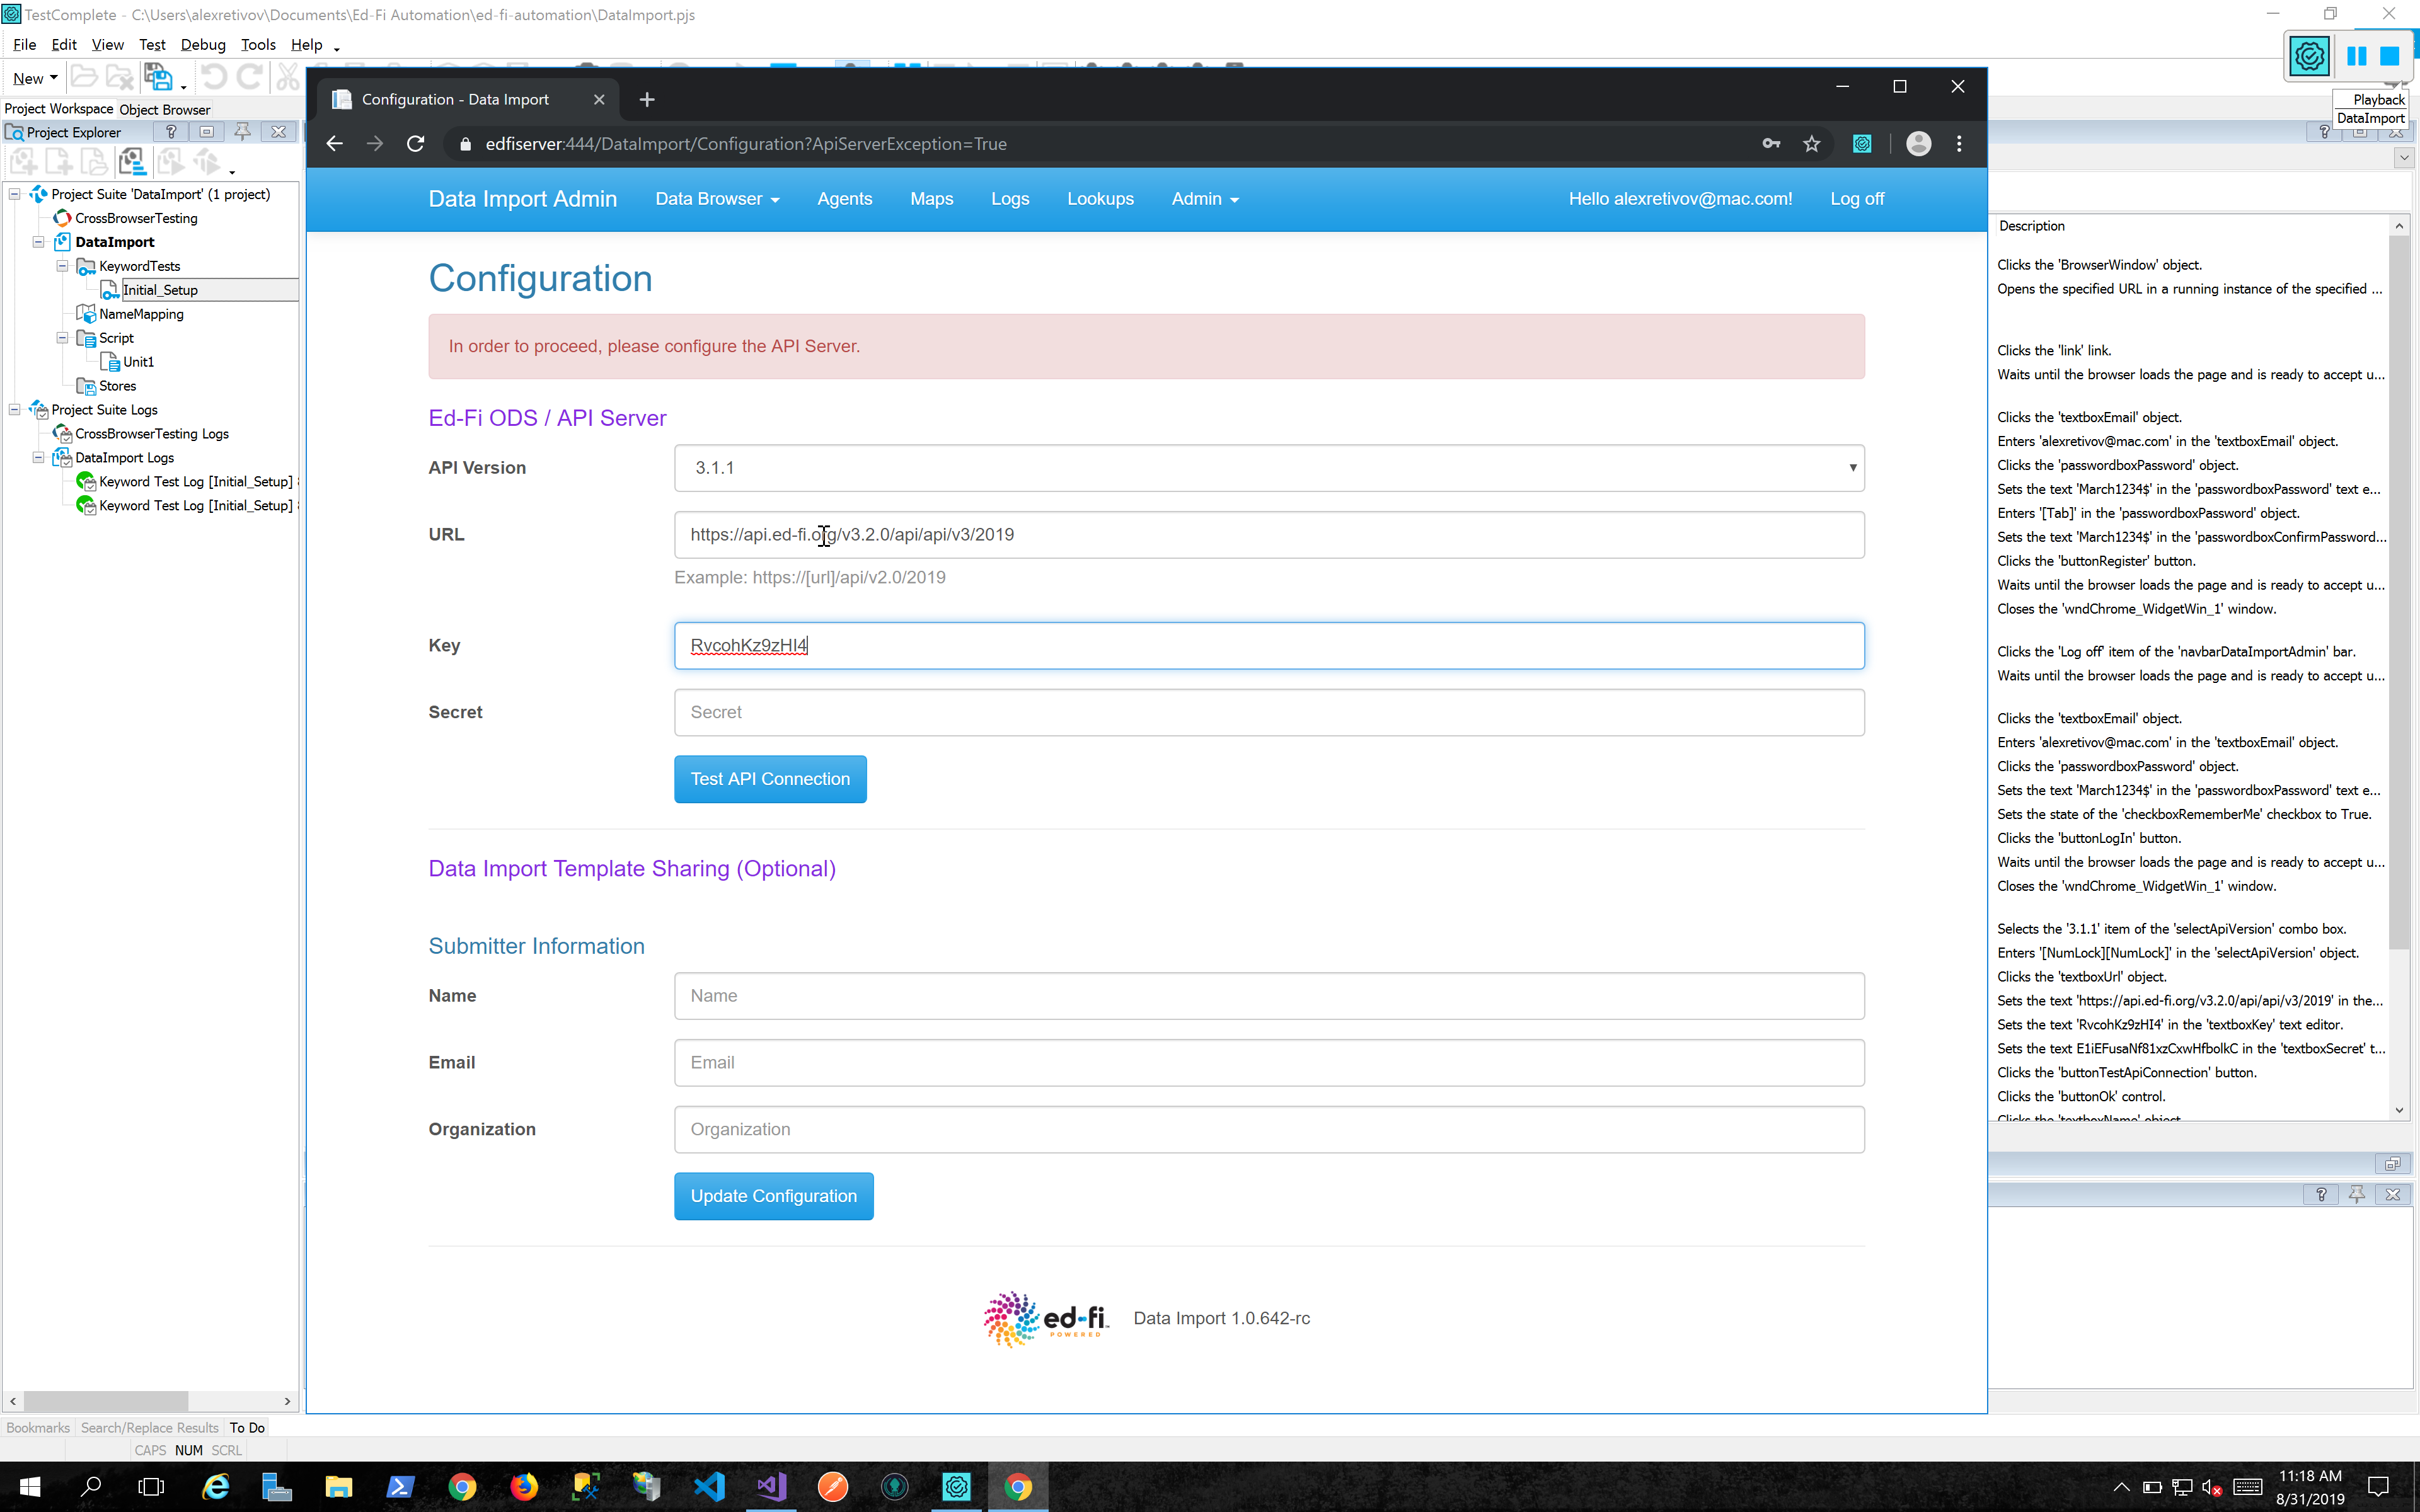 TestComplete - C:\Users\alexretivov\Documents\Ed-Fi Automation\ed-fi-automation\DataImport.pjs
File Edit View Test Debug Tools Help
New
Project Workspace Object Browser
Project Explorer
Project Suite 'DataImport' (1 project)
CrossBrowserTesting
DataImport
KeywordTests
Initial_Setup
NameMapping
Script
Unit1
Stores
Project Suite Logs
CrossBrowserTesting Logs
DataImport Logs
Keyword Test Log [Initial_Setup]
Keyword Test Log [Initial_Setup]
Configuration - Data Import
edfiserver:444/DataImport/Configuration?ApiServerException=True
Data Import Admin Data Browser Agents Maps Logs Lookups Admin Hello alexretivov@mac.com! Log off
Configuration
In order to proceed, please configure the API Server.
Ed-Fi ODS / API Server
API Version 3.1.1
URL https://api.ed-fi.org/v3.2.0/api/api/v3/2019
Example: https://[url]/api/v2.0/2019
Key RvcohKz9zHI4
Secret Secret
Test API Connection
Data Import Template Sharing (Optional)
Submitter Information
Name Name
Email Email
Organization Organization
Update Configuration
ed-fi POWERED Data Import 1.0.642-rc
Playback
DataImport
Description
Clicks the 'BrowserWindow' object.
Opens the specified URL in a running instance of the specified ...
Clicks the 'link' link.
Waits until the browser loads the page and is ready to accept u...
Clicks the 'textboxEmail' object.
Enters 'alexretivov@mac.com' in the 'textboxEmail' object.
Clicks the 'passwordboxPassword' object.
Sets the text 'March1234$' in the 'passwordboxPassword' text e...
Enters '[Tab]' in the 'passwordboxPassword' object.
Sets the text 'March1234$' in the 'passwordboxConfirmPassword...
Clicks the 'buttonRegister' button.
Waits until the browser loads the page and is ready to accept u...
Closes the 'wndChrome_WidgetWin_1' window.
Clicks the 'Log off' item of the 'navbarDataImportAdmin' bar.
Waits until the browser loads the page and is ready to accept u...
Clicks the 'textboxEmail' object.
Enters 'alexretivov@mac.com' in the 'textboxEmail' object.
Clicks the 'passwordboxPassword' object.
Sets the text 'March1234$' in the 'passwordboxPassword' text e...
Sets the state of the 'checkboxRememberMe' checkbox to True.
Clicks the 'buttonLogIn' button.
Waits until the browser loads the page and is ready to accept u...
Closes the 'wndChrome_WidgetWin_1' window.
Selects the '3.1.1' item of the 'selectApiVersion' combo box.
Enters '[NumLock][NumLock]' in the 'selectApiVersion' object.
Clicks the 'textboxUrl' object.
Sets the text 'https://api.ed-fi.org/v3.2.0/api/api/v3/2019' in the...
Sets the text 'RvcohKz9zHI4' in the 'textboxKey' text editor.
Sets the text E1iEFusaNf81xzCxwHfbolkC in the 'textboxSecret' t...
Clicks the 'buttonTestApiConnection' button.
Clicks the 'buttonOk' control.
Clicks the 'textboxName' object
Bookmarks Search/Replace Results To Do
CAPS NUM SCRL
11:18 AM
8/31/2019